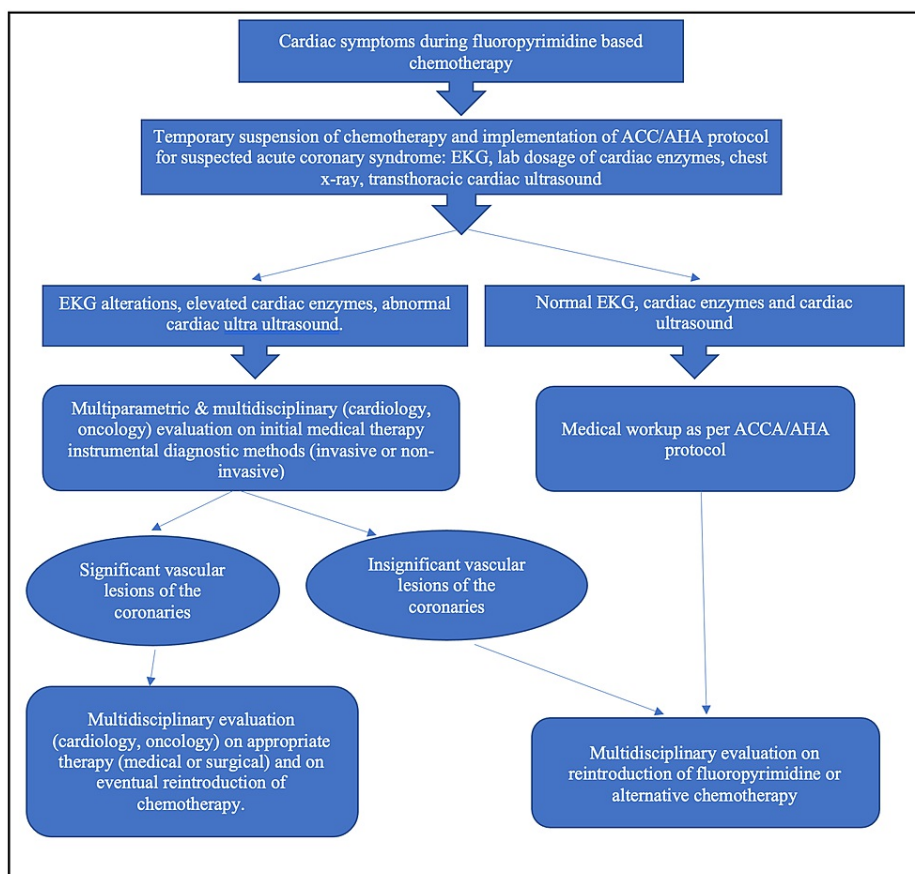 Cardiac symptoms during fluoropyrimidine based
chemotherapy
Temporary suspension of chemotherapy and implementation of ACC/AHA protocol
for suspected acute coronary syndrome: EKG, lab dosage of cardiac enzymes, chest
x-ray, transthoracic cardiac ultrasound
EKG alterations, elevated cardiac enzymes, abnormal
cardiac ultra ultrasound.
Normal EKG, cardiac enzymes and cardiac
ultrasound
Multiparametric & multidisciplinary (cardiology,
oncology) evaluation on initial medical therapy
instrumental diagnostic methods (invasive or non-
invasive)
Medical workup as per ACCA/AHA
protocol
Significant vascular
lesions of the
coronaries
Insignificant vascular
lesions of the
coronaries
Multidisciplinary evaluation
(cardiology, oncology) on appropriate
therapy (medical or surgical) and on
eventual reintroduction of
chemotherapy.
Multidisciplinary evaluation on
reintroduction of fluoropyrimidine or
alternative chemotherapy